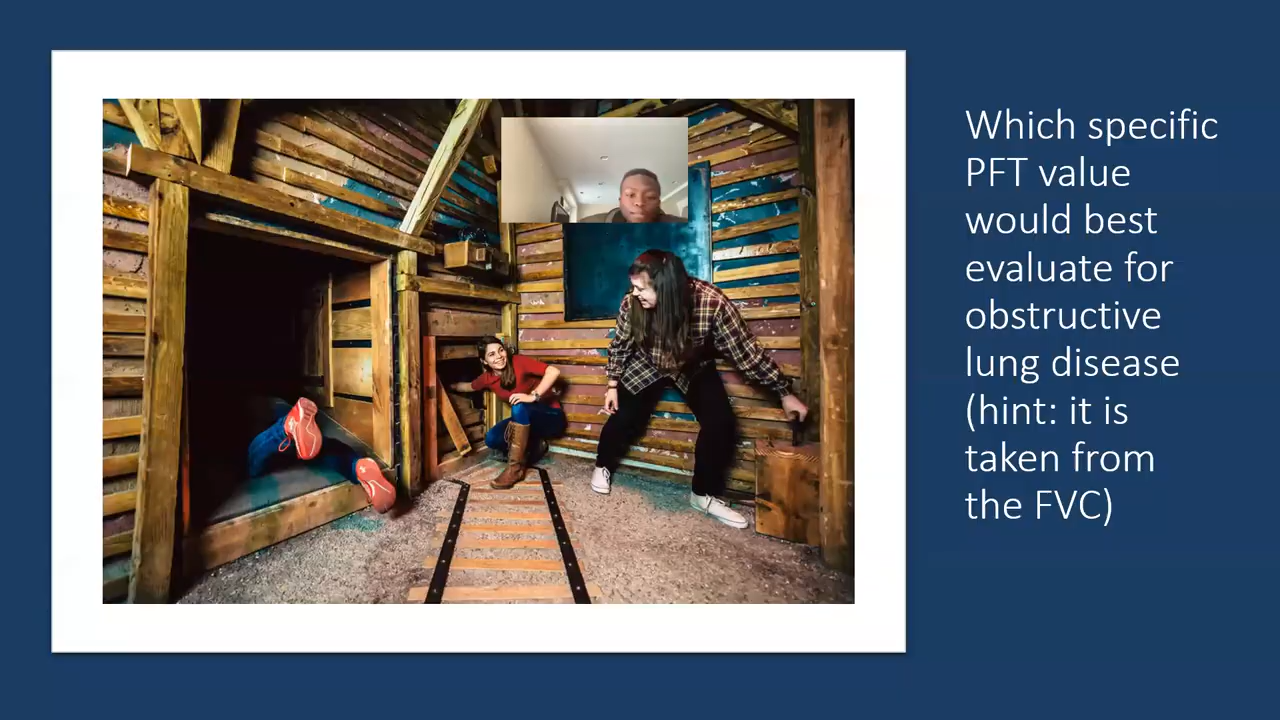 Which specific
PFT value
would best
evaluate for
obstructive
lung disease
(hint: it is
taken from
the FVC)